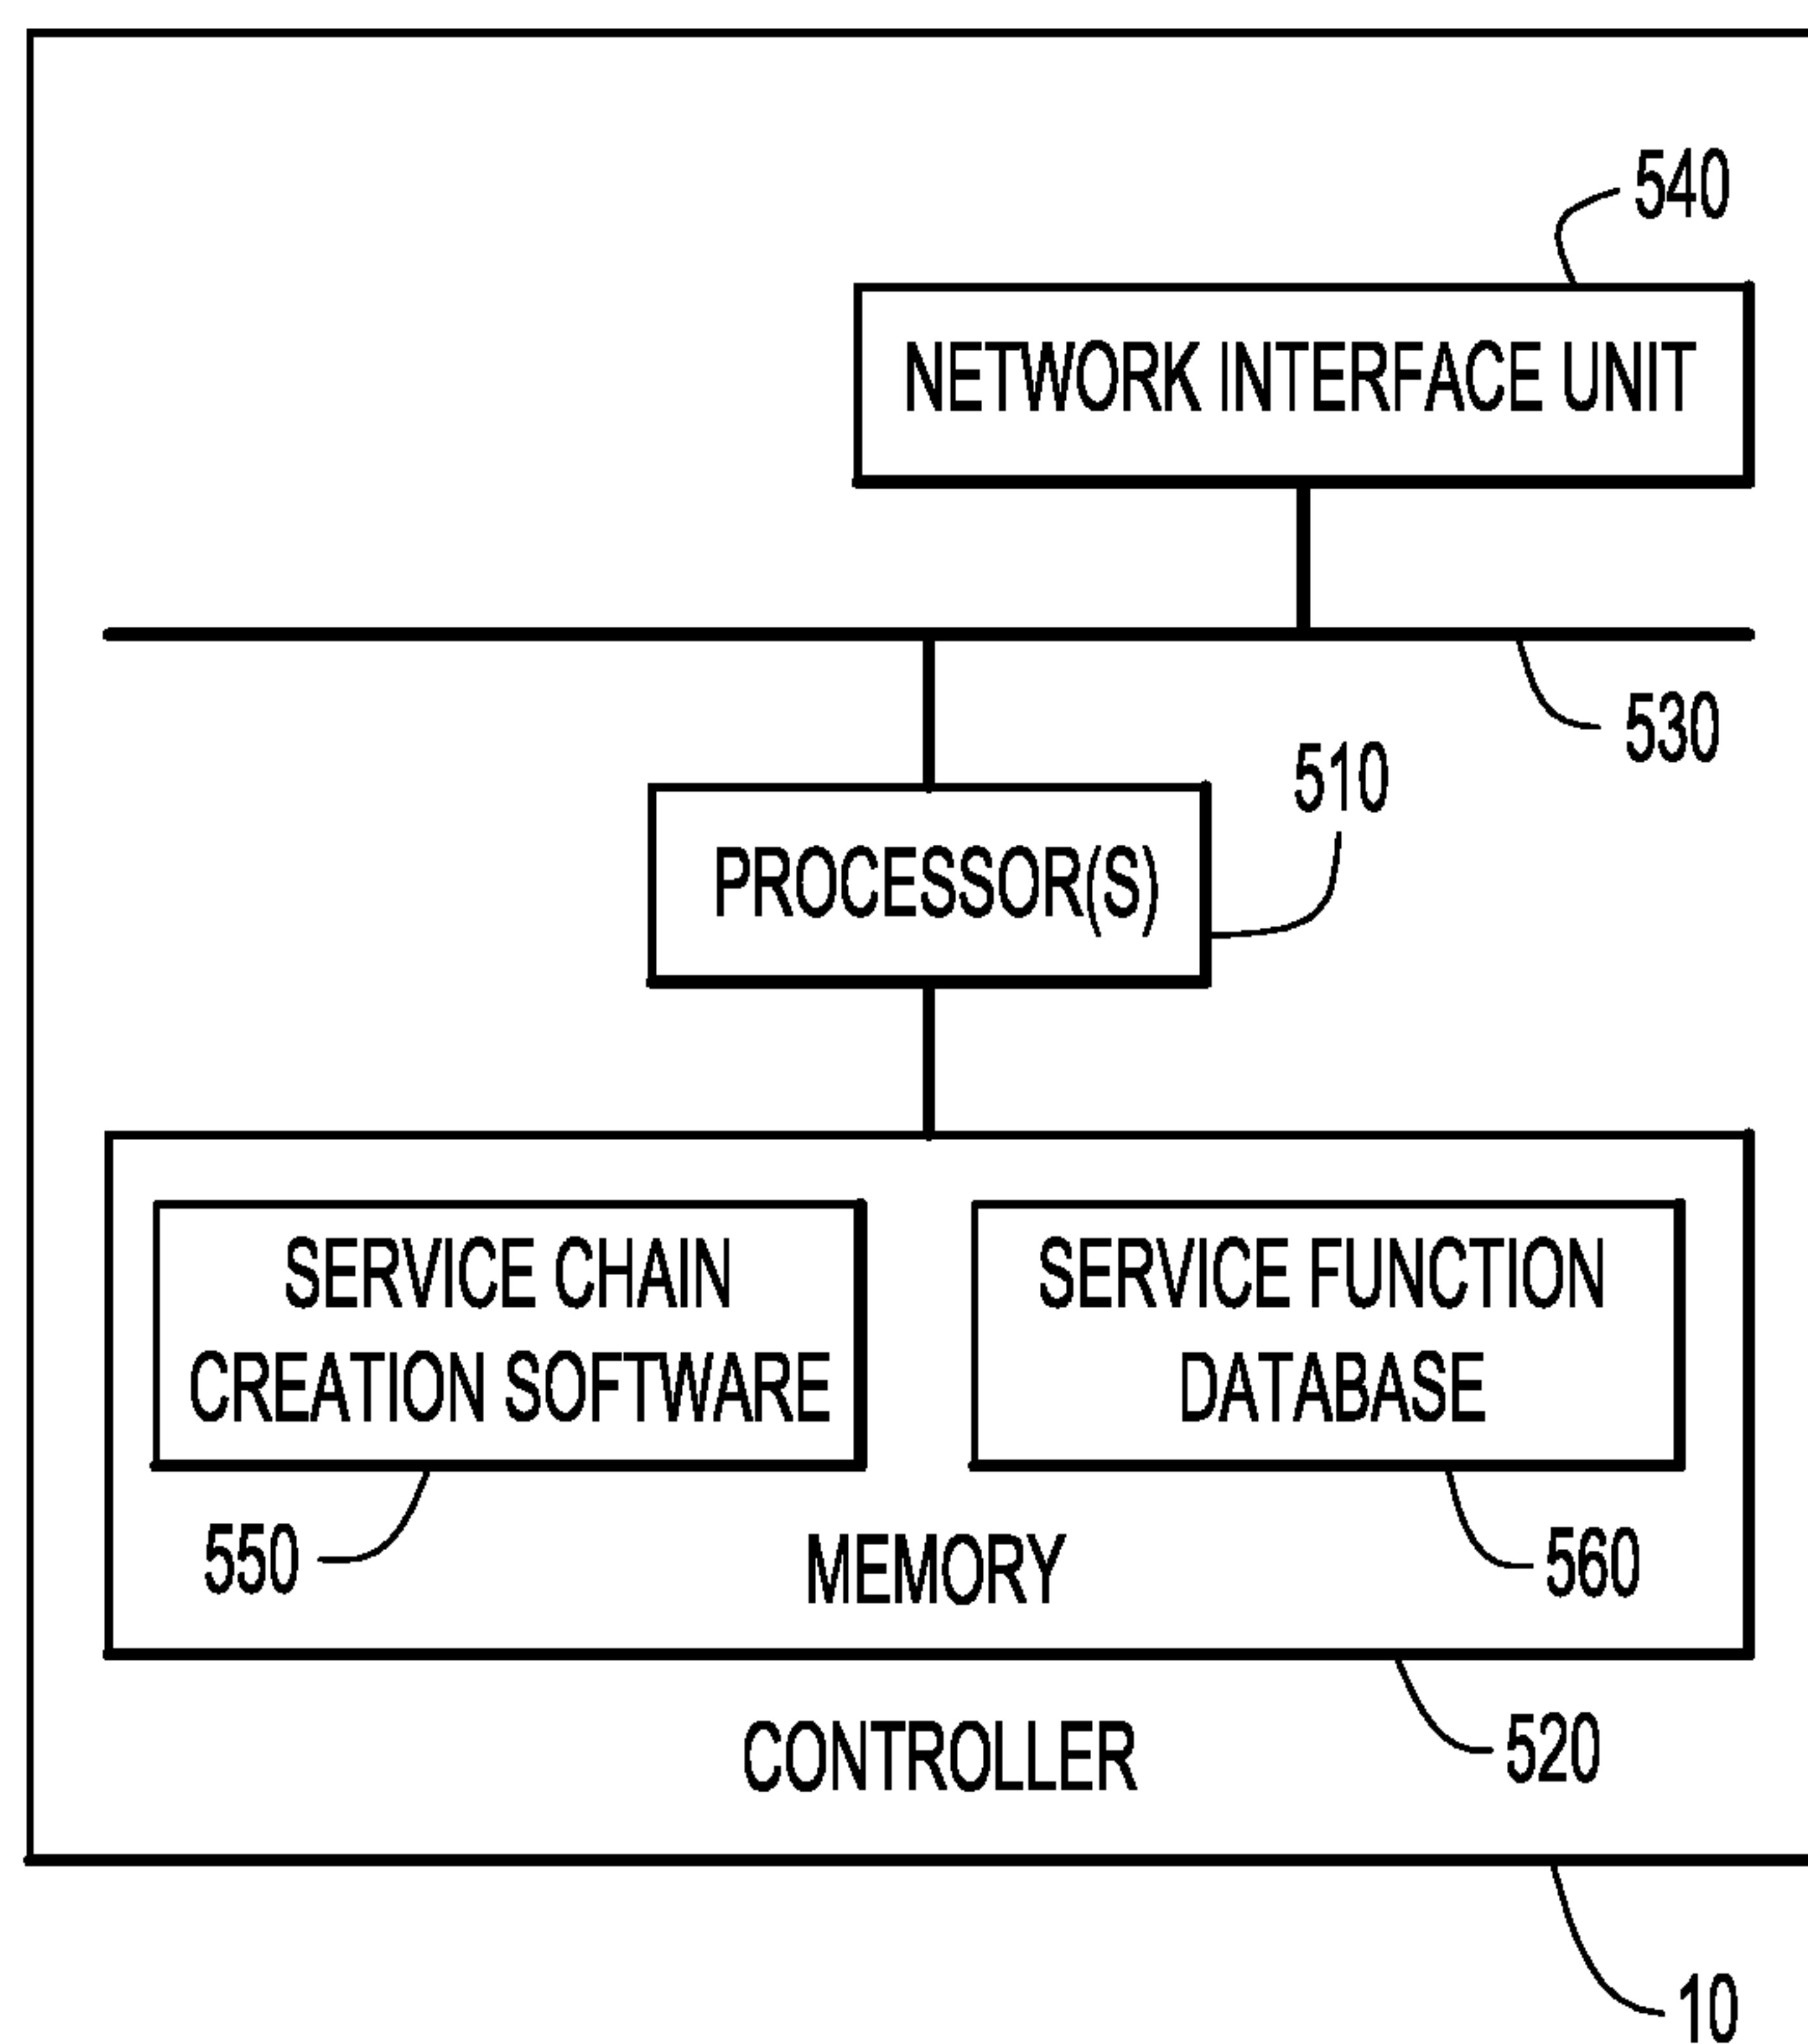 540
NETWORK INTERFACE UNIT
530
510
PROCESSOR(S)
SERVICE CHAIN
CREATION SOFTWARE
SERVICE FUNCTION
DATABASE
550
MEMORY
560
CONTROLLER
520
10